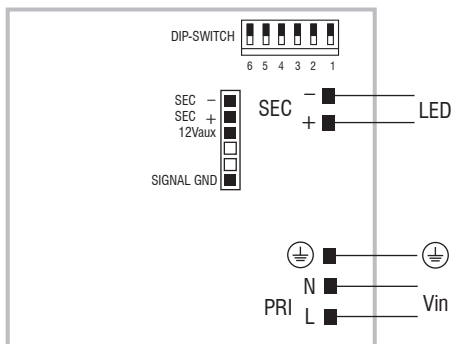 DIP-SWITCH
6 5 4 3 2 1
SEC −
SEC +
12Vaux
SIGNAL GND
SEC
−
+
LED
PRI
N
L
Vin